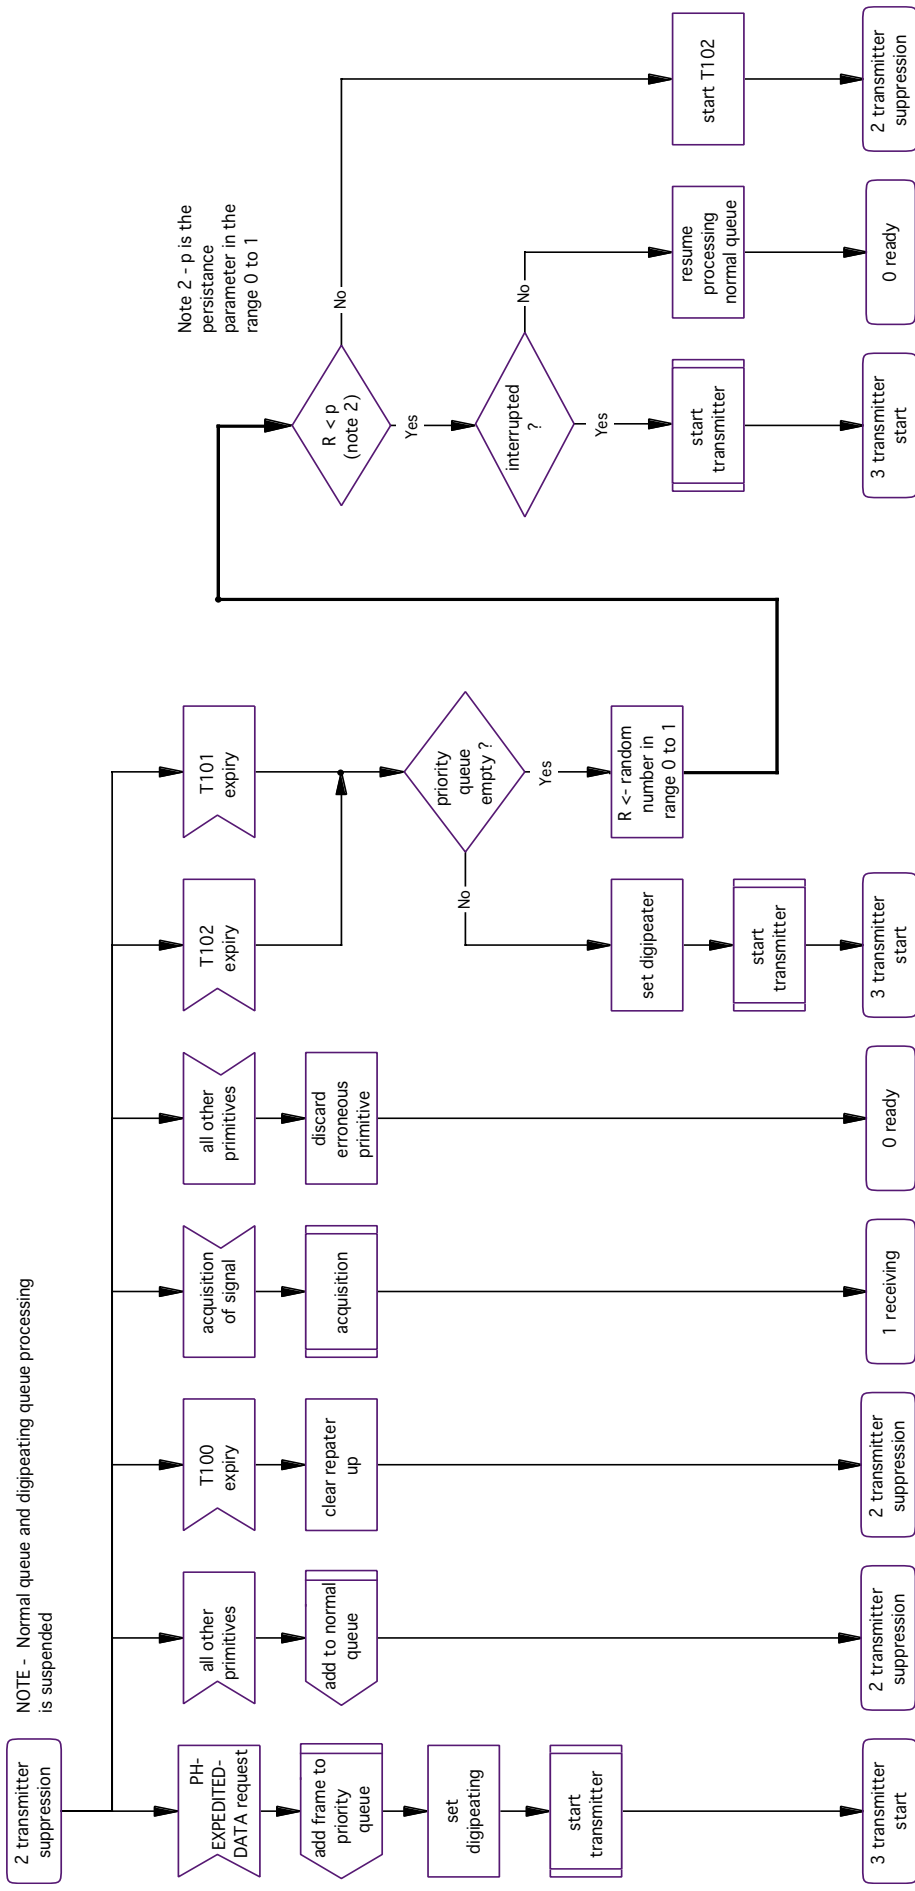 2 transmitter
suppression
NOTE - Normal queue and digipeating queue processing
is suspended
PH-
EXPEDITED-
DATA request
add frame to
priority
queue
set
digipeating
start
transmitter
3 transmitter
start
all other
primitives
add to normal
queue
2 transmitter
suppression
T100
expiry
clear repater
up
2 transmitter
suppression
acquisition
of signal
acquisition
1 receiving
all other
primitives
discard
erroneous
primitive
0 ready
T102
expiry
T101
expiry
priority
queue
empty ?
No
Yes
set digipeater
start
transmitter
3 transmitter
start
R <- random
number in
range 0 to 1
Note 2 - p is the
persistance
parameter in the
range 0 to 1
R < p
(note 2)
No
Yes
interrupted
?
No
Yes
start
transmitter
3 transmitter
start
resume
processing
normal queue
0 ready
start T102
2 transmitter
suppression